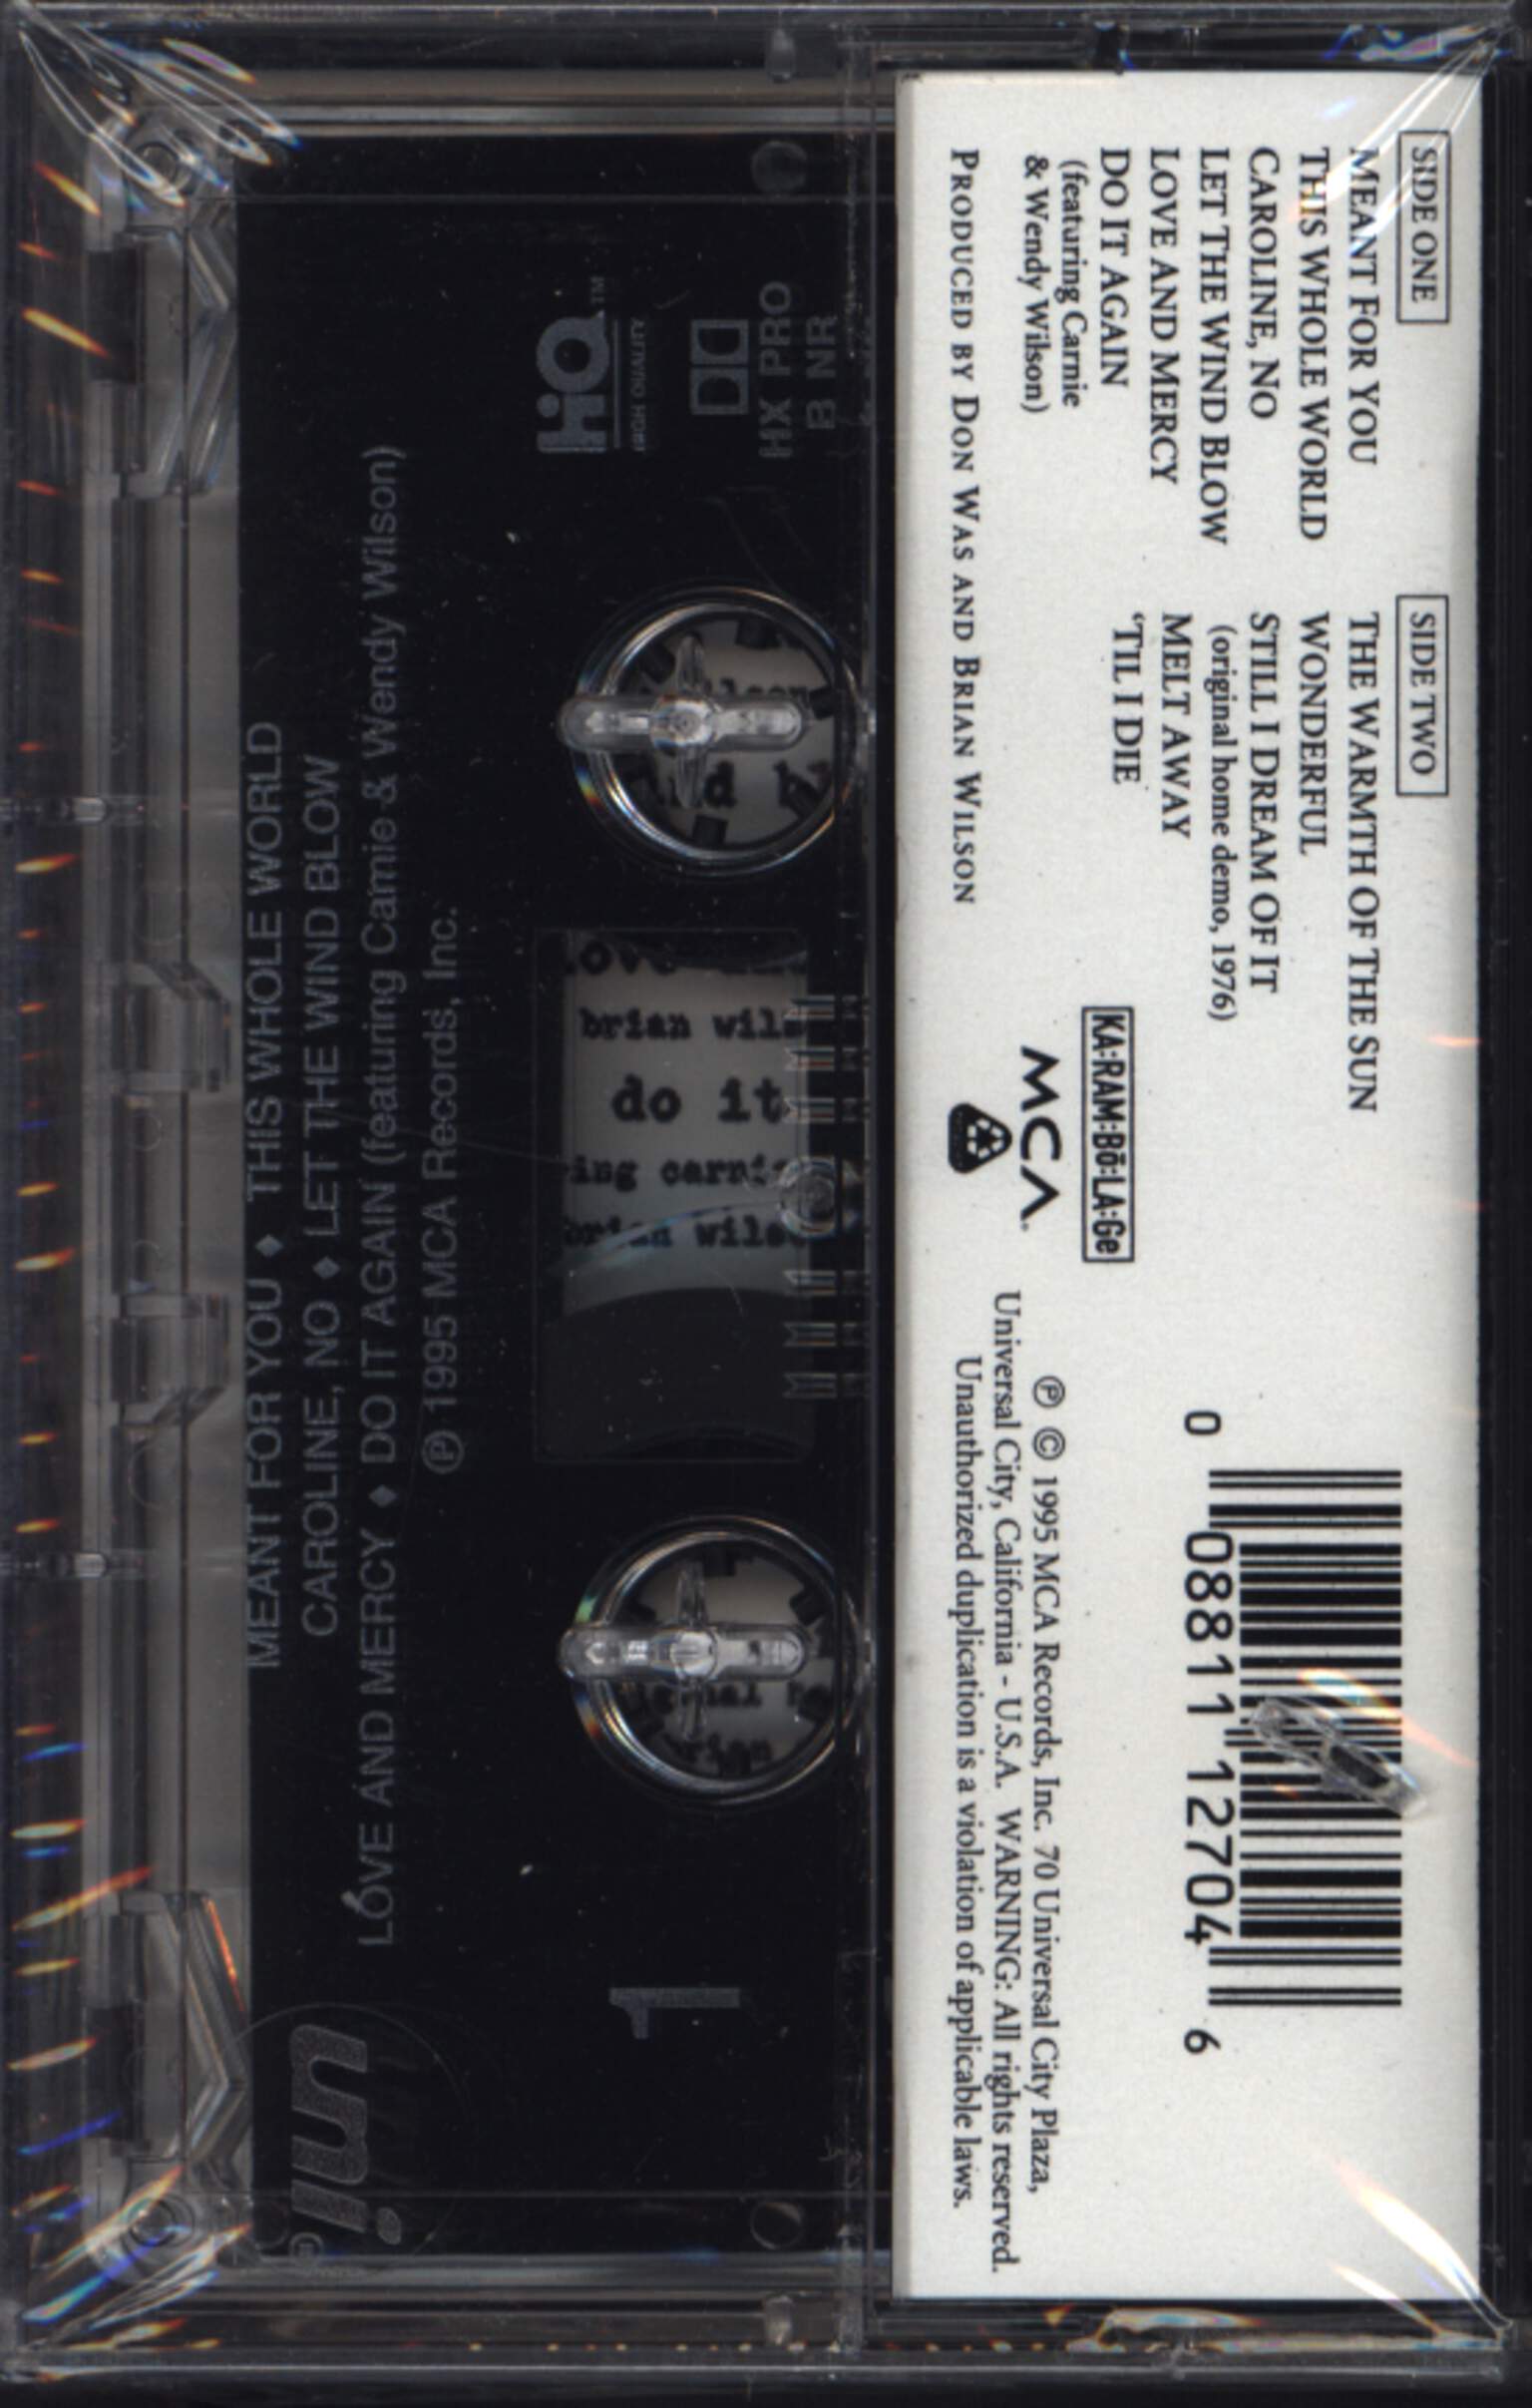 SIDE ONE
MEANT FOR YOU
THIS WHOLE WORLD
CAROLINE, NO
LET THE WIND BLOW
LOVE AND MERCY
DO IT AGAIN
(featuring Carnie
& Wendy Wilson)
SIDE TWO
THE WARMTH OF THE SUN
WONDERFUL
STILL I DREAM OF IT
(original home demo, 1976)
MELT AWAY
‘TIL I DIE
PRODUCED BY DON WAS AND BRIAN WILSON
KA:RAM:BŌ:LA:Ge
MCA
0 08811 12704 6
Ⓟ © 1995 MCA Records, Inc. 70 Universal City Plaza,
Universal City, California - U.S.A. WARNING: All rights reserved.
Unauthorized duplication is a violation of applicable laws.
B NR
HX PRO
HIGH QUALITY
HiQ™
1
brian wils
do it
ing carni
brian wils
Ⓟ 1995 MCA Records, Inc.
LOVE AND MERCY ♦ DO IT AGAIN (featuring Carnie & Wendy Wilson)
CAROLINE, NO ♦ LET THE WIND BLOW
MEANT FOR YOU ♦ THIS WHOLE WORLD
uni®